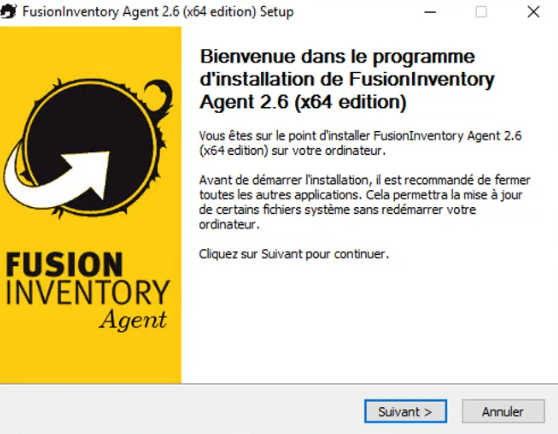 FusionInventory Agent 2.6 (x64 edition) Setup
Bienvenue dans le programme
d'installation de FusionInventory
Agent 2.6 (x64 edition)
Vous êtes sur le point d'installer FusionInventory Agent 2.6
(x64 edition) sur votre ordinateur.
Avant de démarrer l'installation, il est recommandé de fermer
toutes les autres applications. Cela permettra la mise à jour
de certains fichiers système sans redémarrer votre
ordinateur.
Cliquez sur Suivant pour continuer.
FUSION
INVENTORY
Agent
Suivant >
Annuler